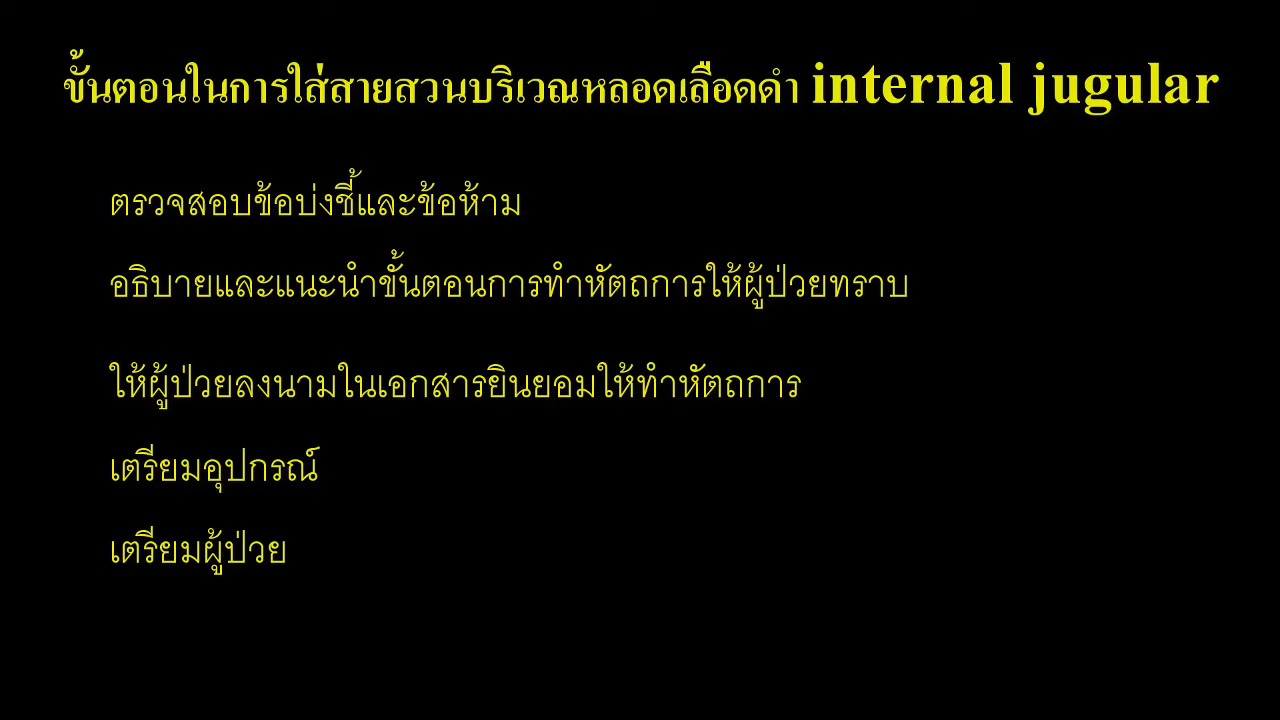 ขั้นตอนในการใส่สายสวนบริเวณหลอดเลือดดำ internal jugular
ตรวจสอบข้อบ่งชี้และข้อห้าม
อธิบายและแนะนำขั้นตอนการทำหัตถการให้ผู้ป่วยทราบ
ให้ผู้ป่วยลงนามในเอกสารยินยอมให้ทำหัตถการ
เตรียมอุปกรณ์
เตรียมผู้ป่วย